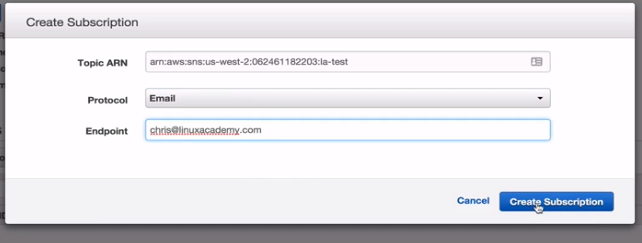 Create Subscription
Topic ARN arn:aws:sns:us-west-2:062461182203:la-test
Protocol Email
Endpoint chris@linuxacademy.com
Cancel Create Subscription